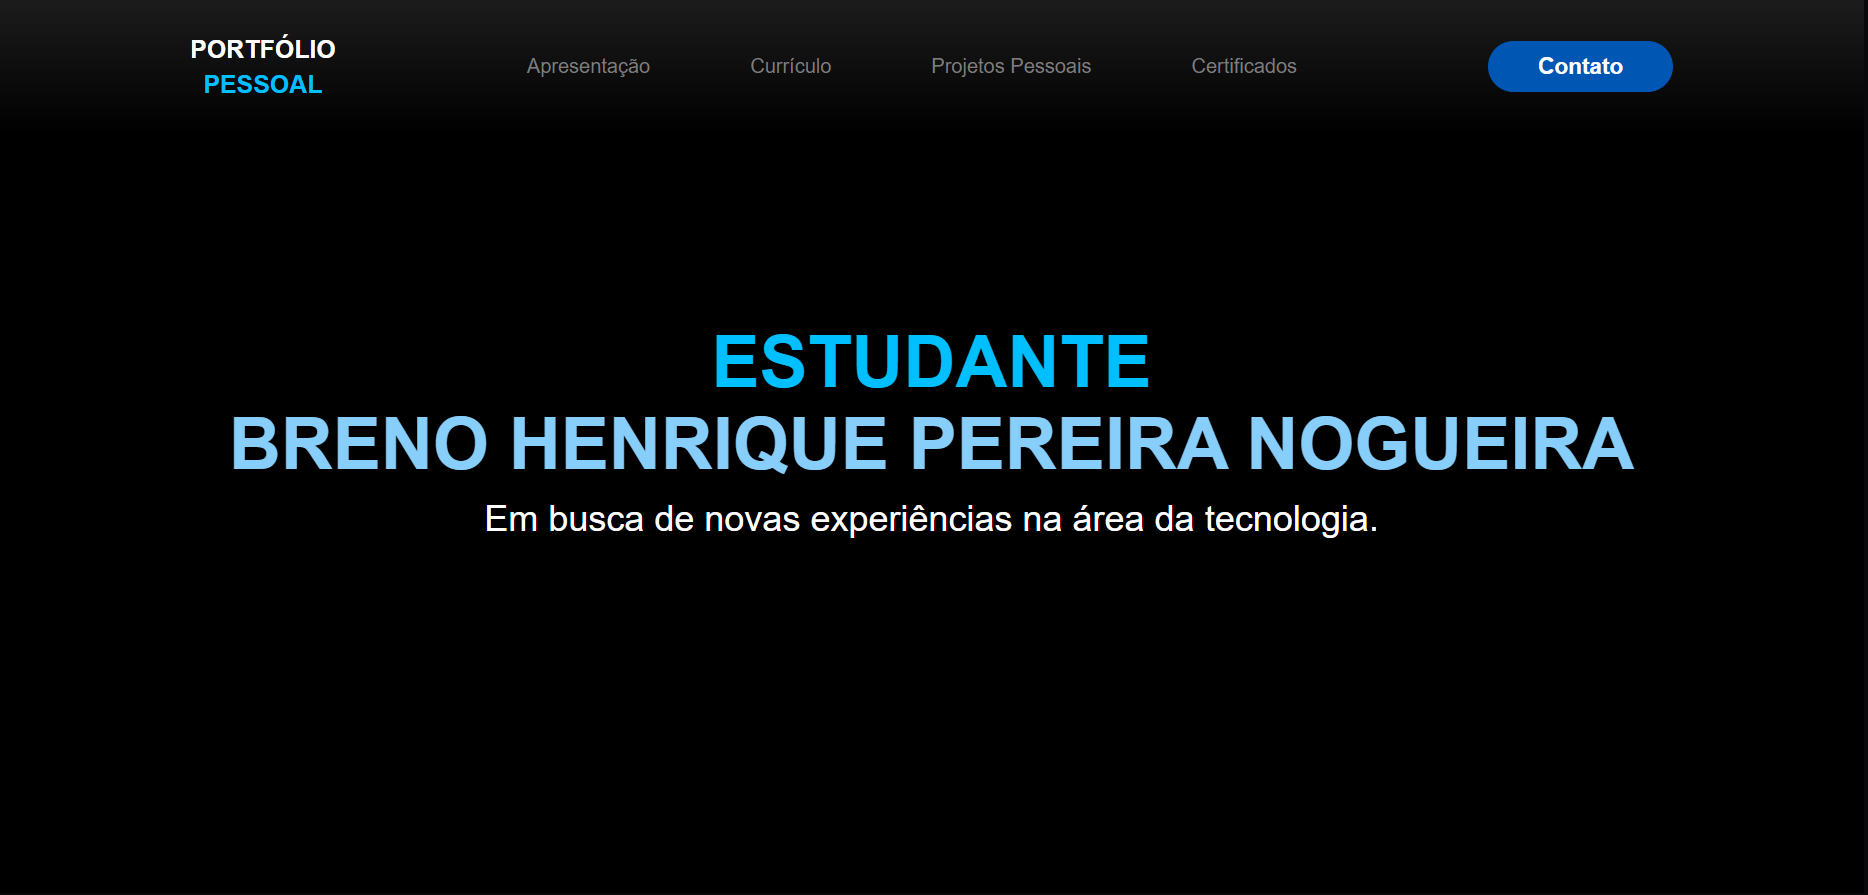 PORTFÓLIO
PESSOAL
Apresentação
Currículo
Projetos Pessoais
Certificados
Contato
ESTUDANTE
BRENO HENRIQUE PEREIRA NOGUEIRA
Em busca de novas experiências na área da tecnologia.